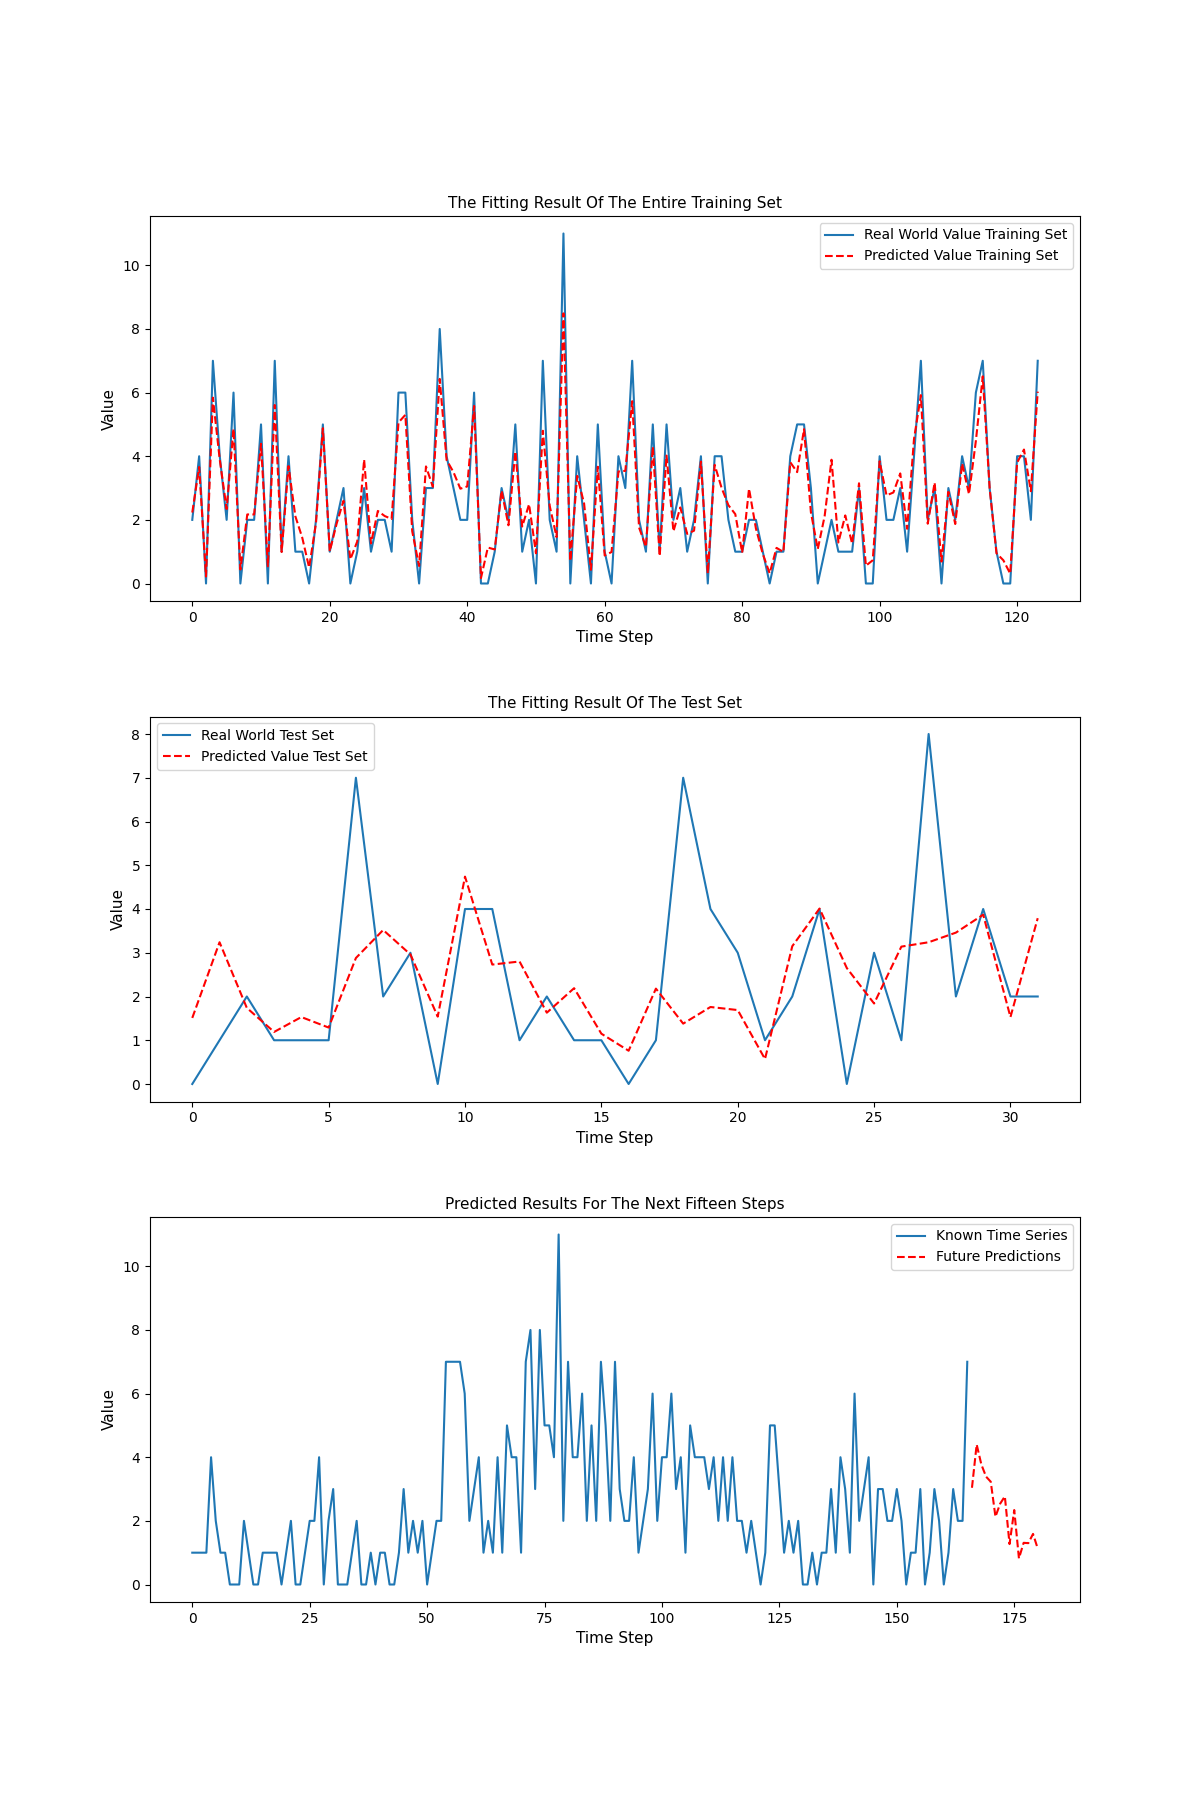 The Fitting Result Of The Entire Training Set
Real World Value Training Set
Predicted Value Training Set
Value
10
8
6
4
2
0
0 20 40 60 80 100 120
Time Step
The Fitting Result Of The Test Set
Real World Test Set
Predicted Value Test Set
Value
8
7
6
5
4
3
2
1
0
0 5 10 15 20 25 30
Time Step
Predicted Results For The Next Fifteen Steps
Known Time Series
Future Predictions
Value
10
8
6
4
2
0
0 25 50 75 100 125 150 175
Time Step